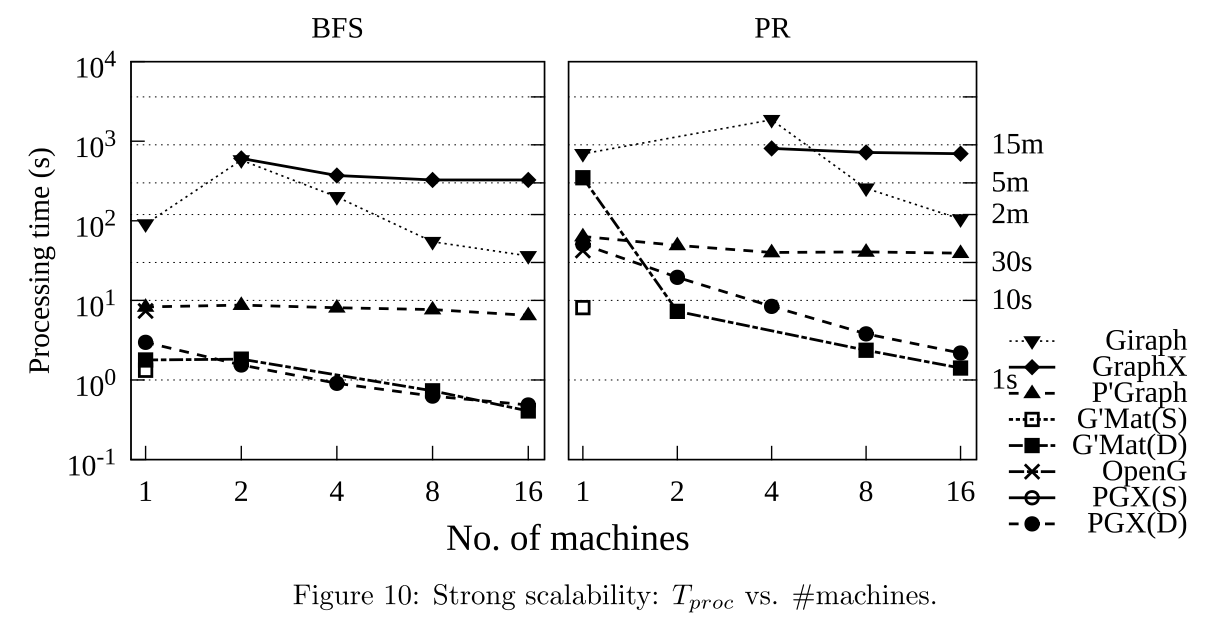 BFS
PR
10^4
10^3
10^2
10^1
10^0
10^-1
Processing time (s)
15m
5m
2m
30s
10s
1s
Giraph
GraphX
P'Graph
G'Mat(S)
G'Mat(D)
OpenG
PGX(S)
PGX(D)
1 2 4 8 16
1 2 4 8 16
No. of machines
Figure 10: Strong scalability: T_proc vs. #machines.